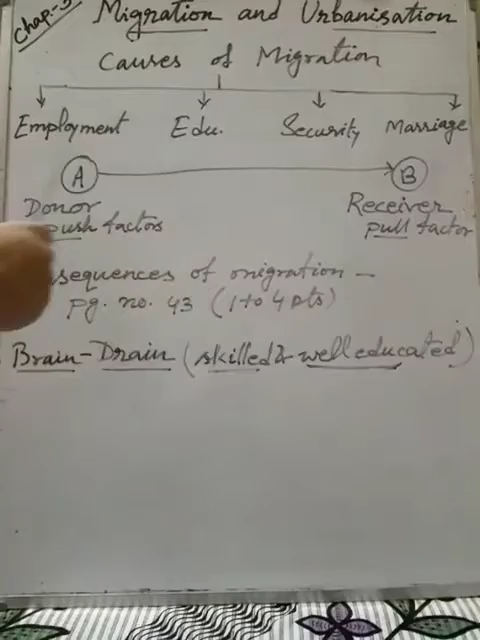 Chap-3
Migration and Urbanisation
Causes of Migration
Employment Edu. Security Marriage
A B
Donor Receiver
push factors pull factor
sequences of migration –
pg. no. 43 (1 to 4 pts)
Brain-Drain (skilled & well educated)